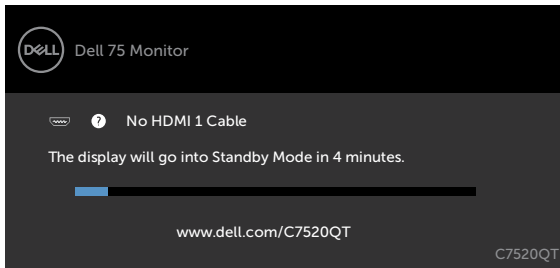 DELL
Dell 75 Monitor
? No HDMI 1 Cable
The display will go into Standby Mode in 4 minutes.
www.dell.com/C7520QT
C7520QT